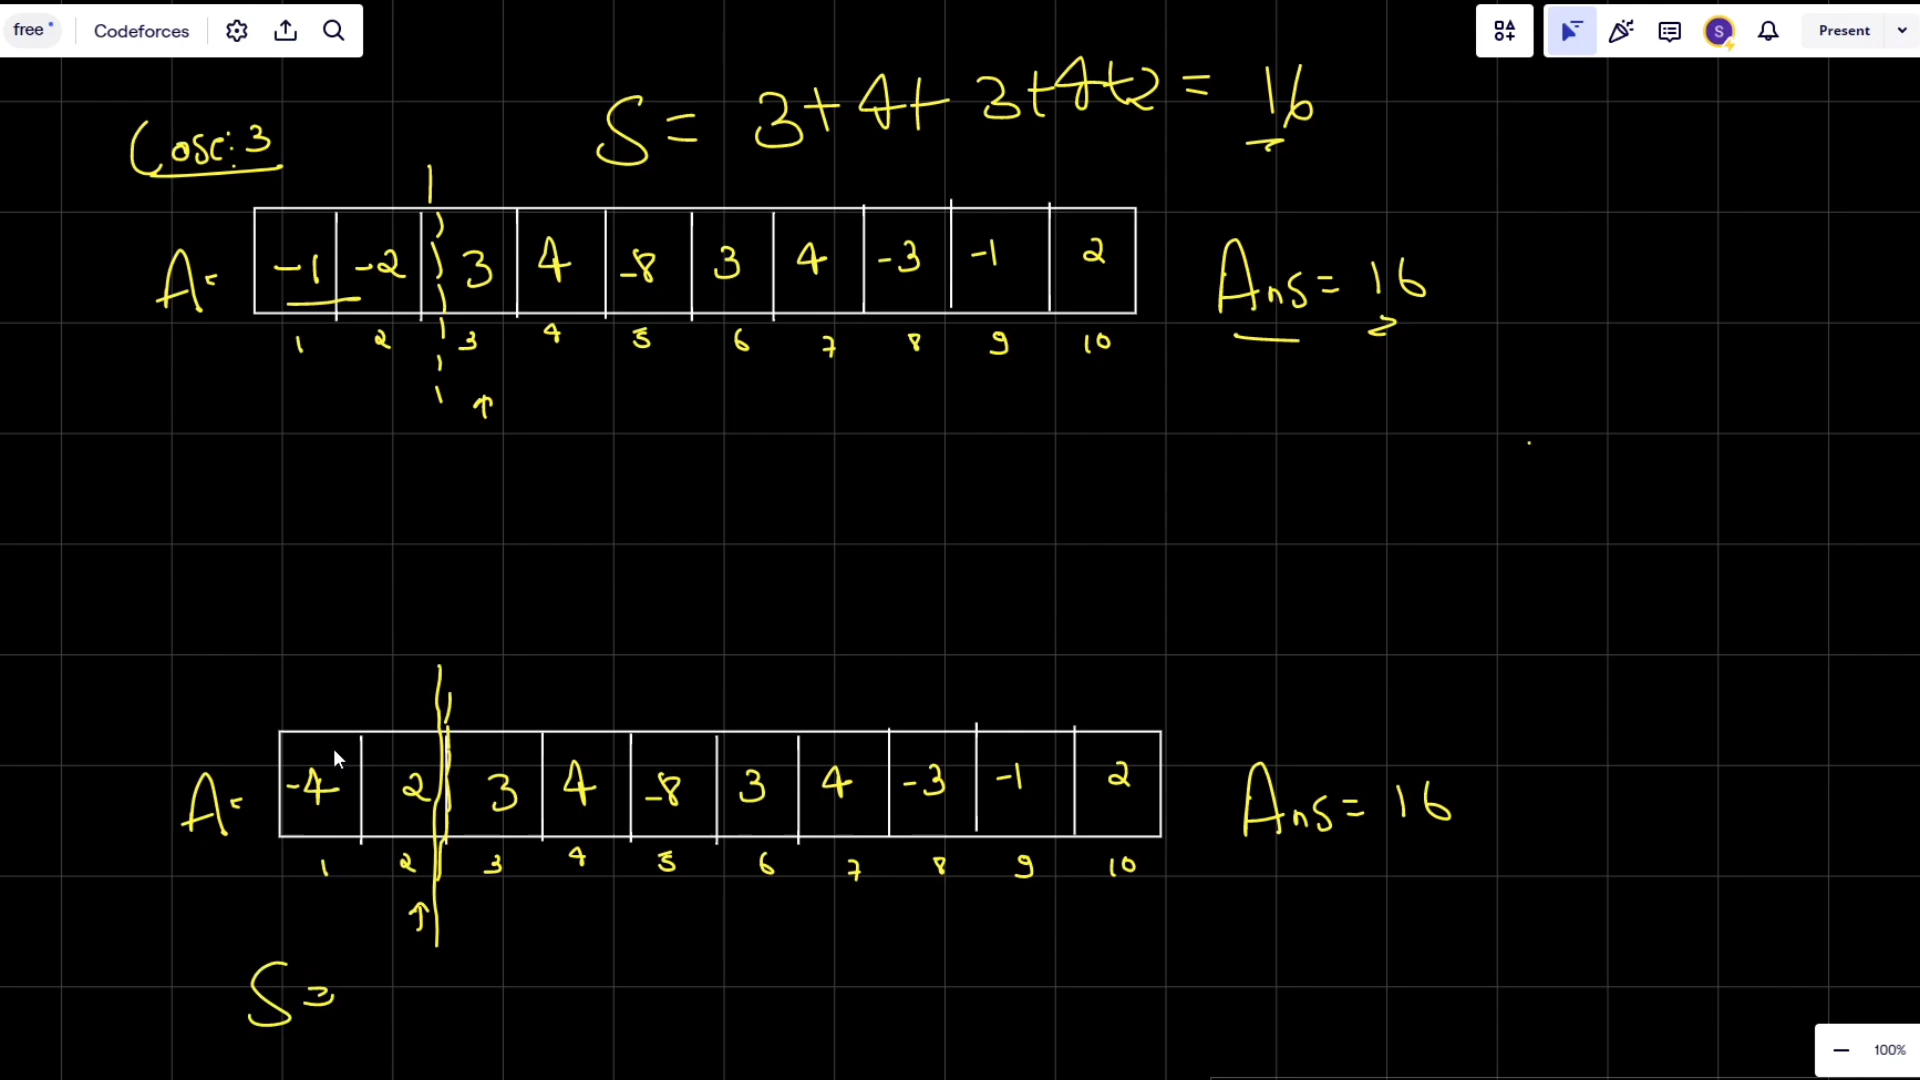 free
Codeforces
S
Present
S = 3+4+3+4+2 = 16
Case: 3
A= -1 -2 3 4 -8 3 4 -3 -1 2
Ans = 16
1 2 3 4 5 6 7 8 9 10
A= -4 2 3 4 -8 3 4 -3 -1 2
Ans = 16
1 2 3 4 5 6 7 8 9 10
S=
100%